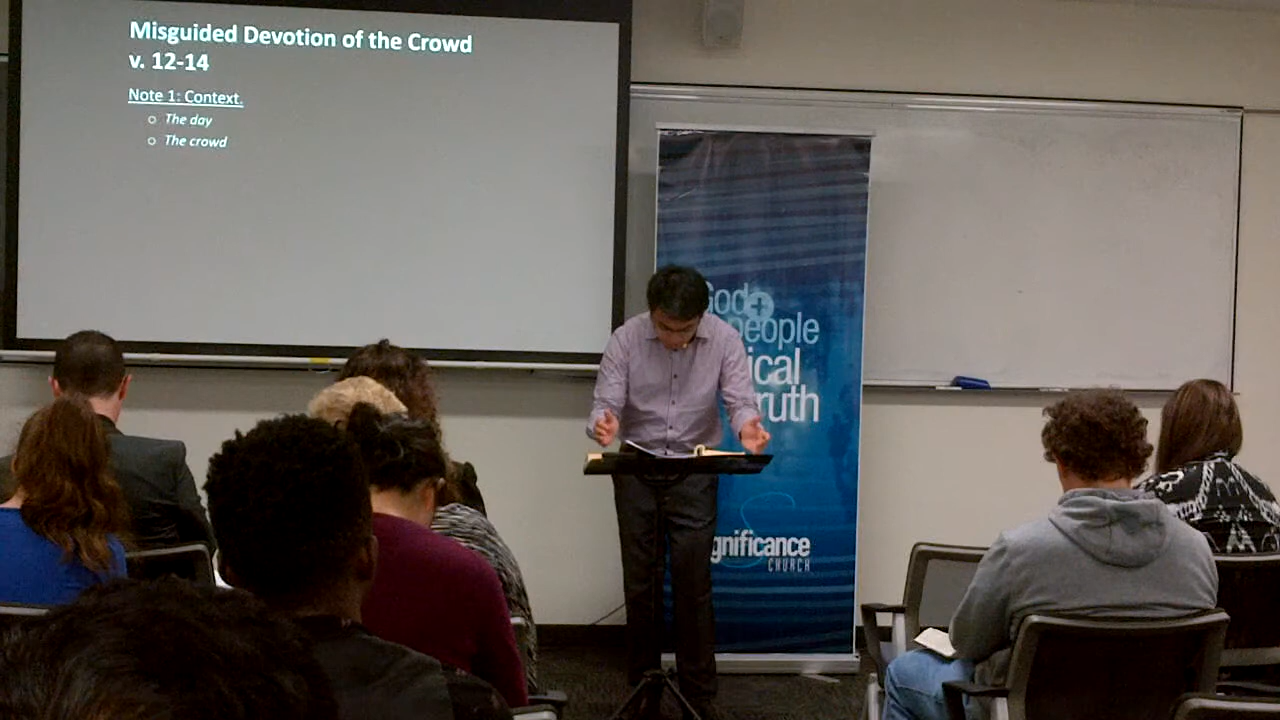 Misguided Devotion of the Crowd
v. 12-14
Note 1: Context.
The day
The crowd
God+
people
ical
ruth
gnificance
CHURCH